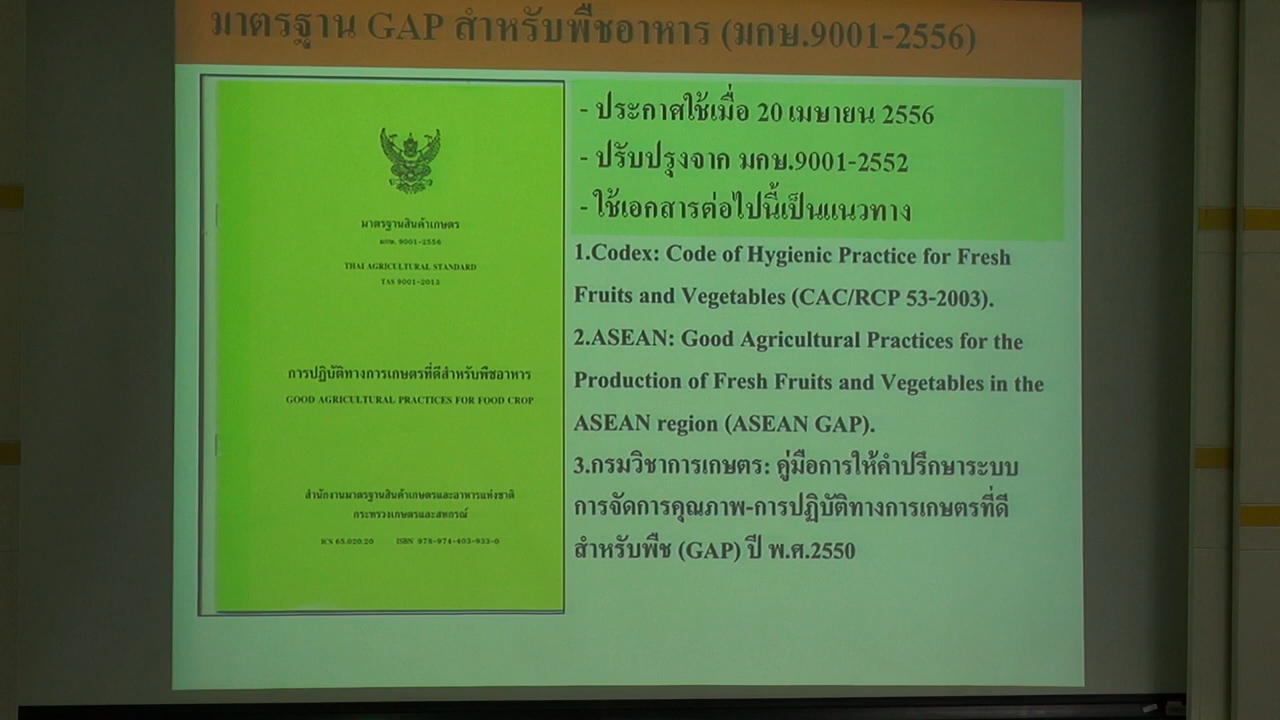 มาตรฐาน GAP สำหรับพืชอาหาร (มกษ.9001-2556)
มาตรฐานสินค้าเกษตร
มกษ. 9001-2556
THAI AGRICULTURAL STANDARD
TAS 9001-2013
การปฏิบัติทางการเกษตรที่ดีสำหรับพืชอาหาร
GOOD AGRICULTURAL PRACTICES FOR FOOD CROP
สำนักงานมาตรฐานสินค้าเกษตรและอาหารแห่งชาติ
กระทรวงเกษตรและสหกรณ์
ICS 65.020.20 ISBN 978-974-403-933-0
- ประกาศใช้เมื่อ 20 เมษายน 2556
- ปรับปรุงจาก มกษ.9001-2552
- ใช้เอกสารต่อไปนี้เป็นแนวทาง
1.Codex: Code of Hygienic Practice for Fresh
Fruits and Vegetables (CAC/RCP 53-2003).
2.ASEAN: Good Agricultural Practices for the
Production of Fresh Fruits and Vegetables in the
ASEAN region (ASEAN GAP).
3.กรมวิชาการเกษตร: คู่มือการให้คำปรึกษาระบบ
การจัดการคุณภาพ-การปฏิบัติทางการเกษตรที่ดี
สำหรับพืช (GAP) ปี พ.ศ.2550